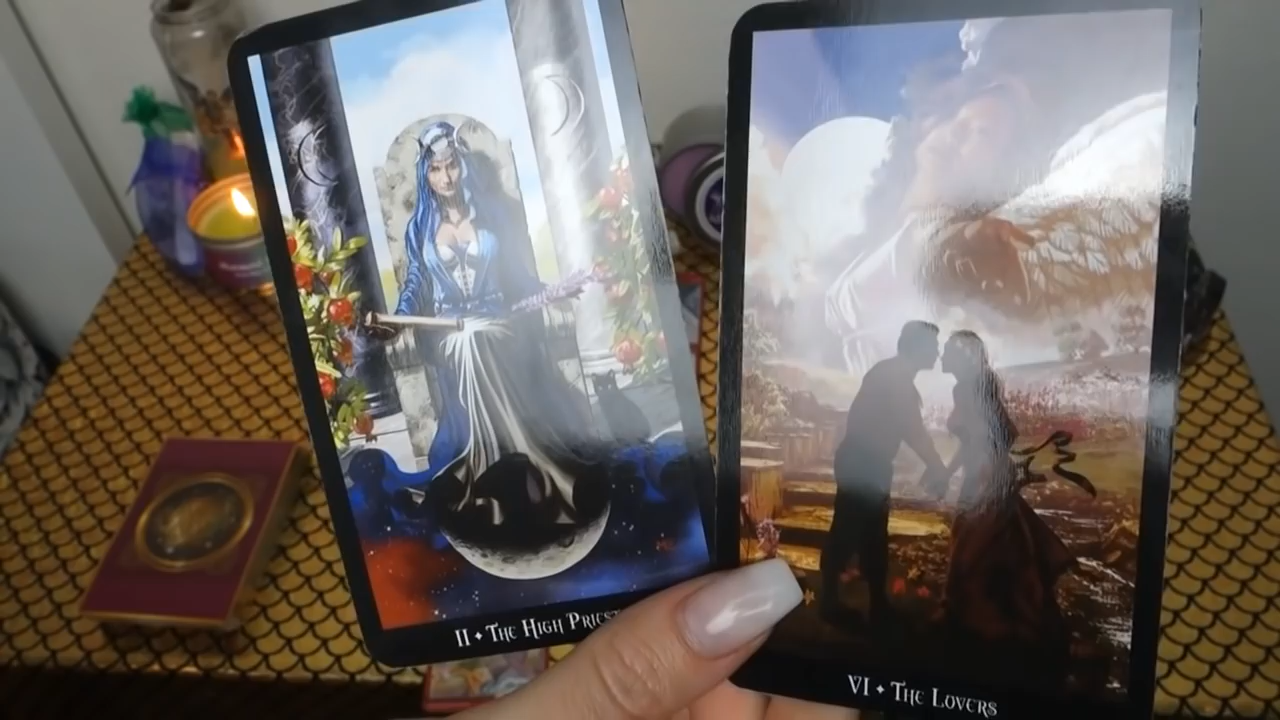 II ✦ The High Priest
VI ✦ The Lovers